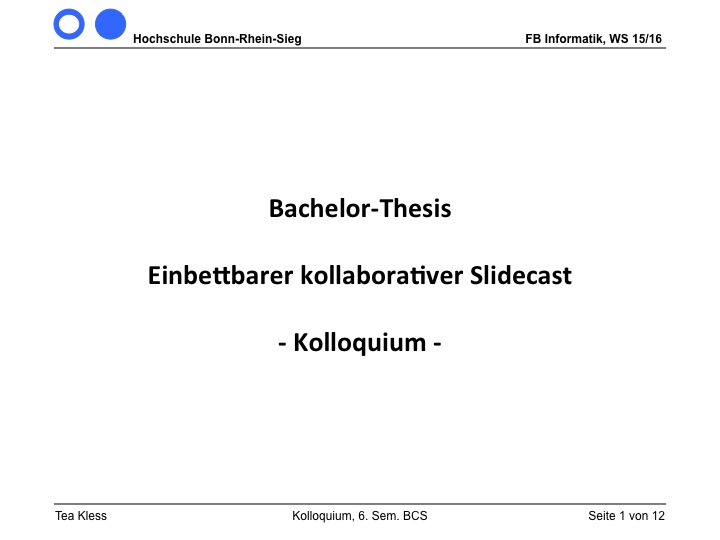 Hochschule Bonn-Rhein-Sieg FB Informatik, WS 15/16
Bachelor-Thesis
Einbettbarer kollaborativer Slidecast
- Kolloquium -
Tea Kless Kolloquium, 6. Sem. BCS Seite 1 von 12